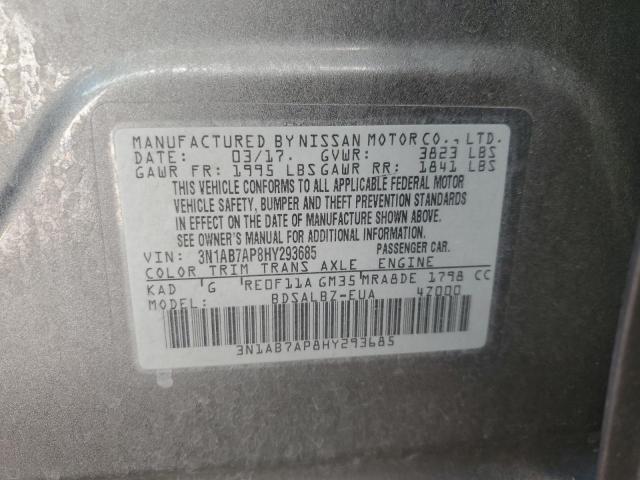 MANUFACTURED BY NISSAN MOTOR CO., LTD.
DATE: 03/17. GVWR: 3823 LBS
GAWR FR: 1995 LBS GAWR RR: 1841 LBS
THIS VEHICLE CONFORMS TO ALL APPLICABLE FEDERAL MOTOR
VEHICLE SAFETY, BUMPER AND THEFT PREVENTION STANDARDS
IN EFFECT ON THE DATE OF MANUFACTURE SHOWN ABOVE.
SEE OWNER'S MANUAL FOR ADDITIONAL INFORMATION.
VIN: 3N1AB7AP8HY293685 PASSENGER CAR.
COLOR TRIM TRANS AXLE ENGINE
KAD G RE0F11A GM35 MRA8DE 1798 CC
MODEL: BDSALBZ-EUA 47000
3N1AB7AP8HY293685